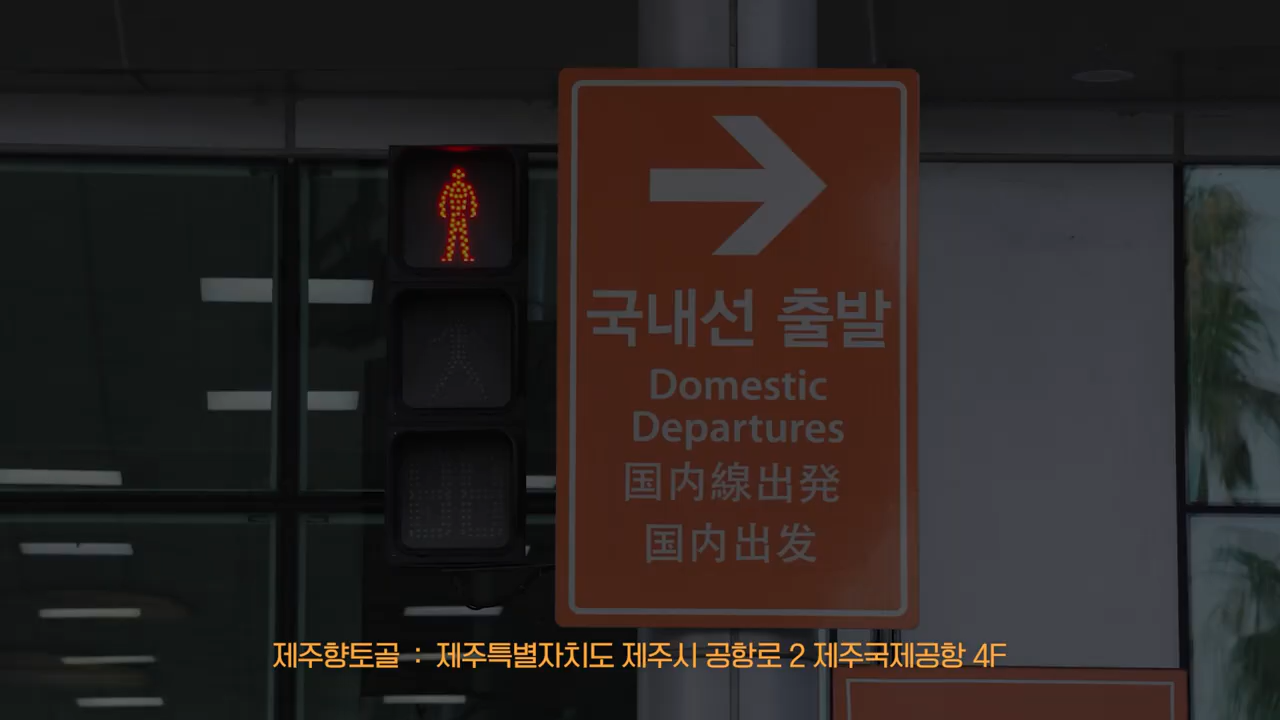 국내선 출발
Domestic
Departures
国内線出発
国内出发
제주향토골 : 제주특별자치도 제주시 공항로 2 제주국제공항 4F